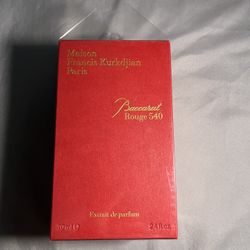 Maison
Francis Kurkdjian
Paris
Baccarat
Rouge 540
Extrait de parfum
70 ml ℮ 2.4 fl.oz.